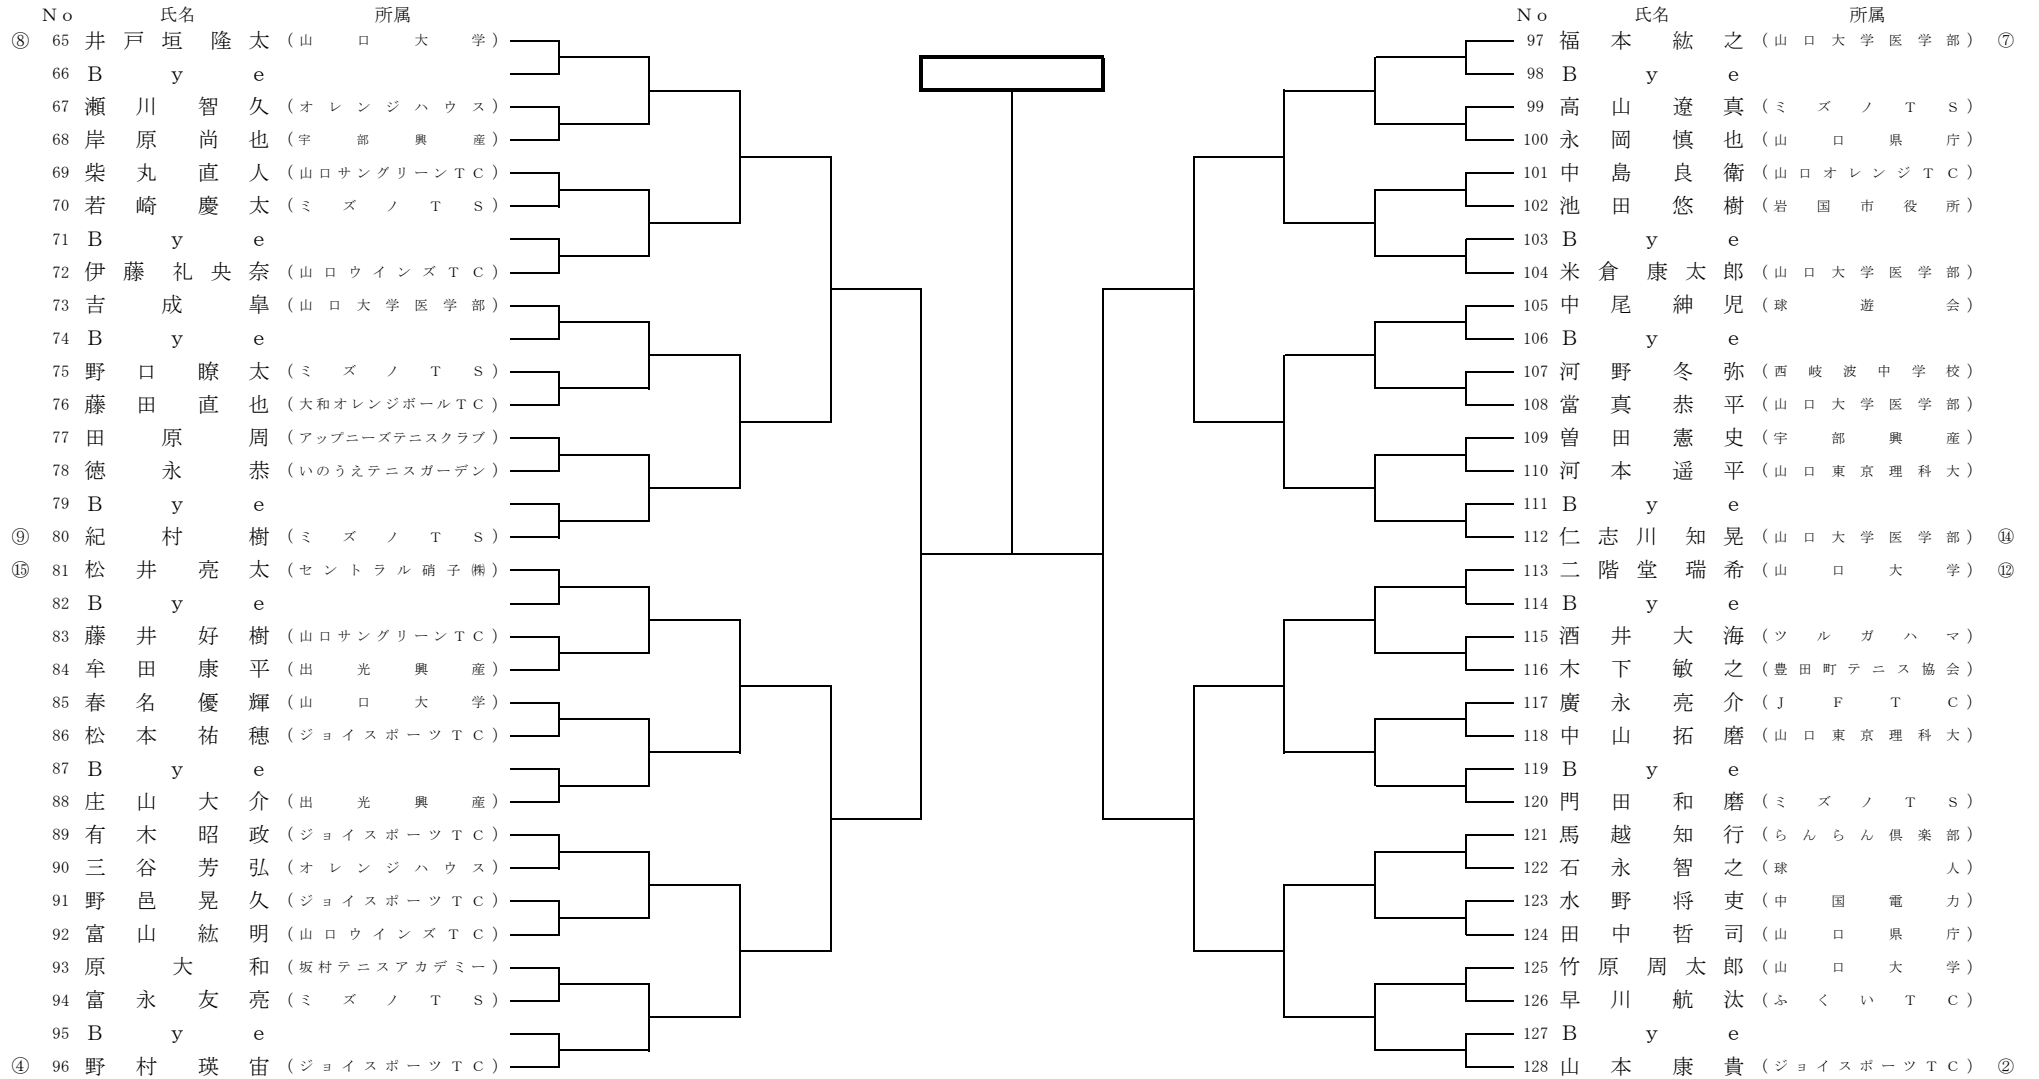 No 氏名 所属
⑧ 65 井戸垣隆太 (山口大学)
66 Bye
67 瀬川智久 (オレンジハウス)
68 岸原尚也 (宇部興産)
69 柴丸直人 (山口サングリーンTC)
70 若崎慶太 (ミズノTS)
71 Bye
72 伊藤礼央奈 (山口ウインズTC)
73 吉成皐 (山口大学医学部)
74 Bye
75 野口瞭太 (ミズノTS)
76 藤田直也 (大和オレンジボールTC)
77 田原周 (アップニーズテニスクラブ)
78 徳永恭 (いのうえテニスガーデン)
79 Bye
⑨ 80 紀村樹 (ミズノTS)
⑮ 81 松井亮太 (セントラル硝子㈱)
82 Bye
83 藤井好樹 (山口サングリーンTC)
84 牟田康平 (出光興産)
85 春名優輝 (山口大学)
86 松本祐穂 (ジョイスポーツTC)
87 Bye
88 庄山大介 (出光興産)
89 有木昭政 (ジョイスポーツTC)
90 三谷芳弘 (オレンジハウス)
91 野邑晃久 (ジョイスポーツTC)
92 富山紘明 (山口ウインズTC)
93 原大和 (坂村テニスアカデミー)
94 富永友亮 (ミズノTS)
95 Bye
④ 96 野村瑛宙 (ジョイスポーツTC)
No 氏名 所属
97 福本紘之 (山口大学医学部) ⑦
98 Bye
99 高山遼真 (ミズノTS)
100 永岡慎也 (山口県庁)
101 中島良衛 (山口オレンジTC)
102 池田悠樹 (岩国市役所)
103 Bye
104 米倉康太郎 (山口大学医学部)
105 中尾紳児 (球遊会)
106 Bye
107 河野冬弥 (西岐波中学校)
108 當真恭平 (山口大学医学部)
109 曽田憲史 (宇部興産)
110 河本遥平 (山口東京理科大)
111 Bye
112 仁志川知晃 (山口大学医学部) ⑭
113 二階堂瑞希 (山口大学) ⑫
114 Bye
115 酒井大海 (ツルガハマ)
116 木下敏之 (豊田町テニス協会)
117 廣永亮介 (JFTC)
118 中山拓磨 (山口東京理科大)
119 Bye
120 門田和磨 (ミズノTS)
121 馬越知行 (らんらん倶楽部)
122 石永智之 (球人)
123 水野将吏 (中国電力)
124 田中哲司 (山口県庁)
125 竹原周太郎 (山口大学)
126 早川航汰 (ふくいTC)
127 Bye
128 山本康貴 (ジョイスポーツTC) ②